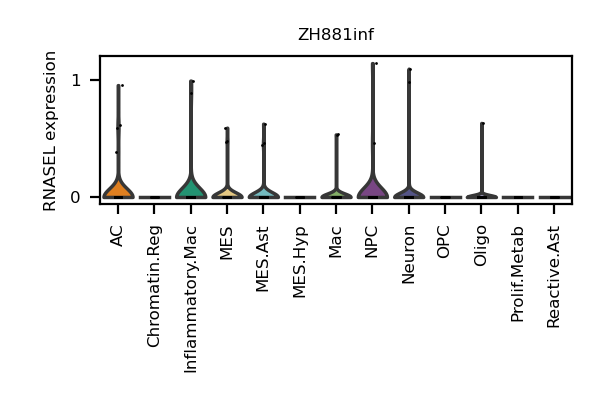 ZH881inf
RNASEL expression
1
0
AC
Chromatin.Reg
Inflammatory.Mac
MES
MES.Ast
MES.Hyp
Mac
NPC
Neuron
OPC
Oligo
Prolif.Metab
Reactive.Ast